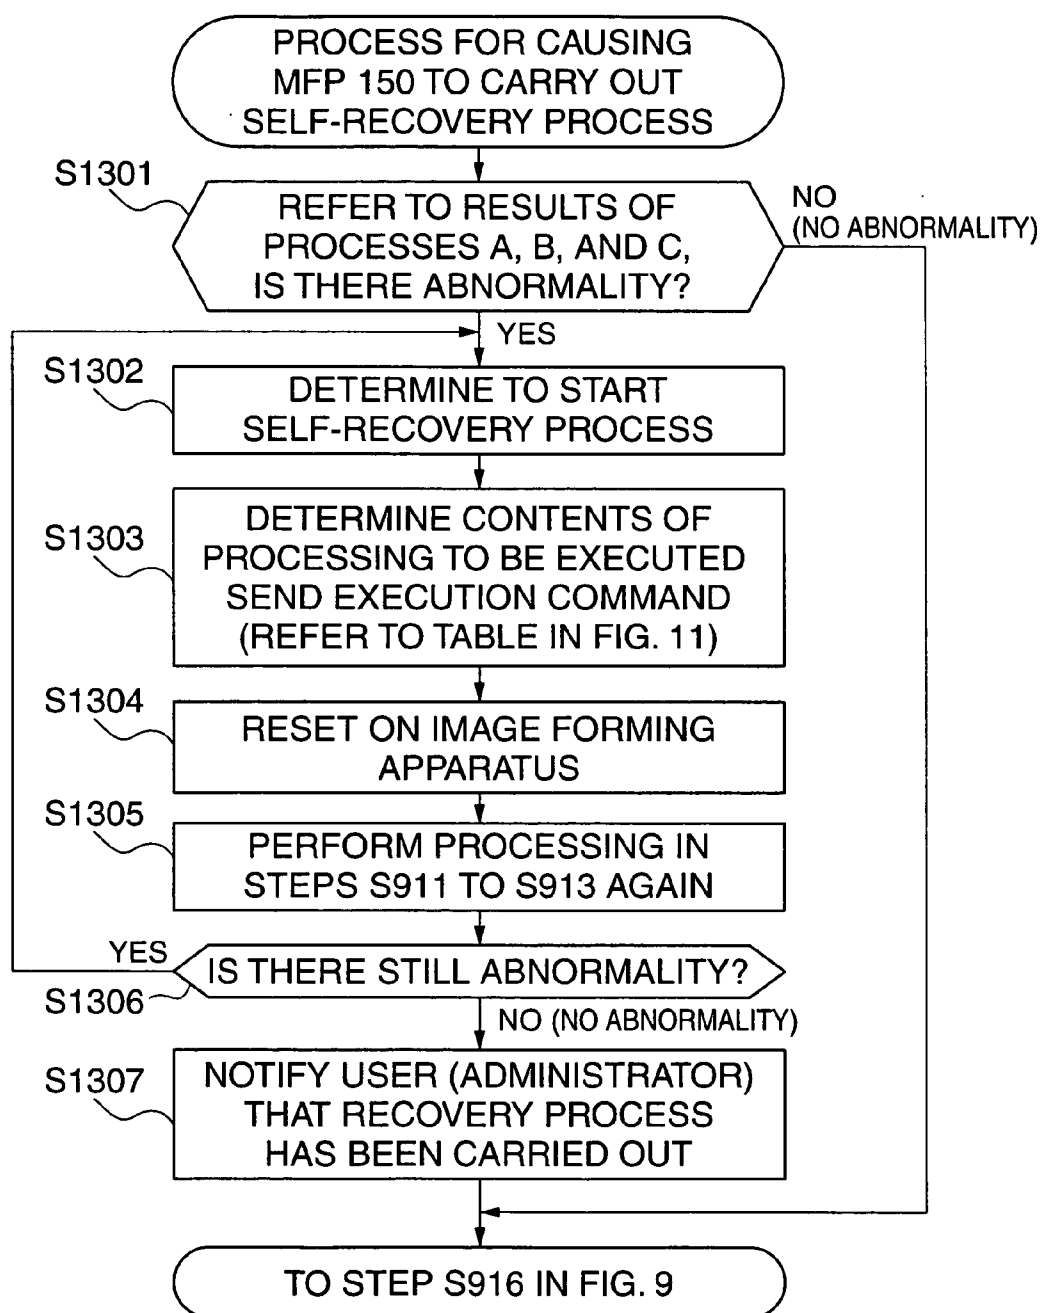 PROCESS FOR CAUSING
MFP 150 TO CARRY OUT
SELF-RECOVERY PROCESS
S1301
REFER TO RESULTS OF
PROCESSES A, B, AND C,
IS THERE ABNORMALITY?
NO
(NO ABNORMALITY)
YES
S1302
DETERMINE TO START
SELF-RECOVERY PROCESS
S1303
DETERMINE CONTENTS OF
PROCESSING TO BE EXECUTED
SEND EXECUTION COMMAND
(REFER TO TABLE IN FIG. 11)
S1304
RESET ON IMAGE FORMING
APPARATUS
S1305
PERFORM PROCESSING IN
STEPS S911 TO S913 AGAIN
YES
IS THERE STILL ABNORMALITY?
S1306
NO (NO ABNORMALITY)
S1307
NOTIFY USER (ADMINISTRATOR)
THAT RECOVERY PROCESS
HAS BEEN CARRIED OUT
TO STEP S916 IN FIG. 9